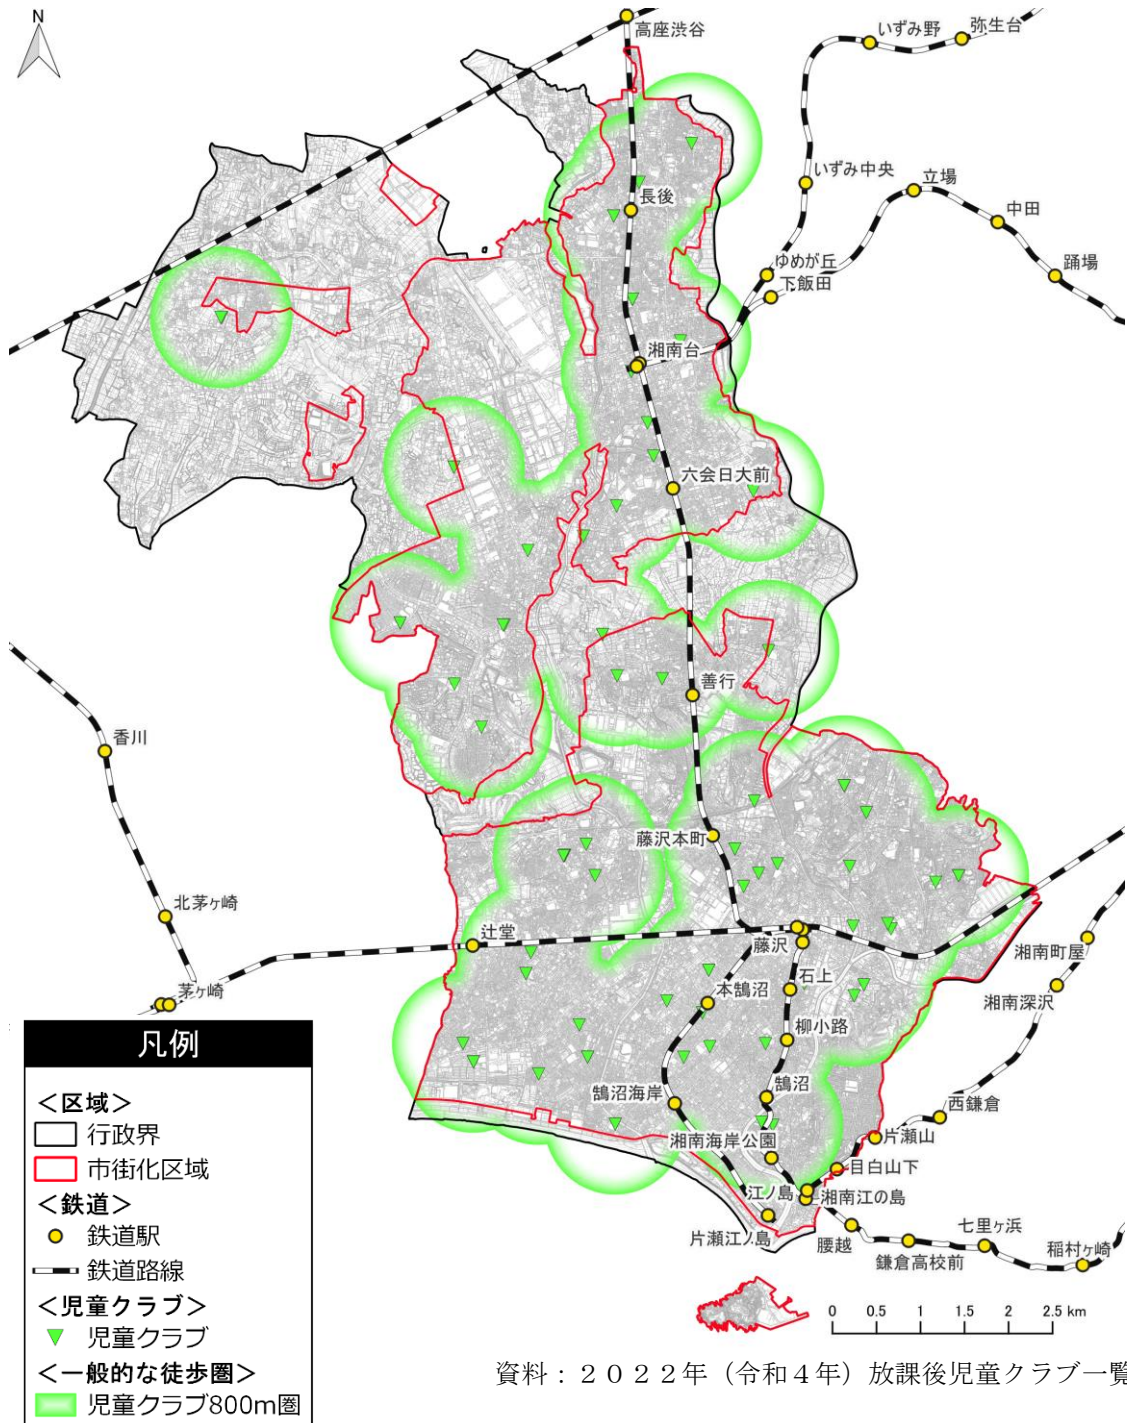 N
高座渋谷
いずみ野
弥生台
いずみ中央
立場
中田
踊場
長後
ゆめが丘
下飯田
湘南台
六会日大前
善行
香川
藤沢本町
北茅ヶ崎
辻堂
藤沢
湘南町屋
石上
湘南深沢
茅ヶ崎
本鵠沼
柳小路
鵠沼
鵠沼海岸
西鎌倉
湘南海岸公園
片瀬山
目白山下
江ノ島
湘南江の島
片瀬江ノ島
腰越
七里ヶ浜
鎌倉高校前
稲村ヶ崎
凡例
＜区域＞
行政界
市街化区域
＜鉄道＞
鉄道駅
鉄道路線
＜児童クラブ＞
児童クラブ
＜一般的な徒歩圏＞
児童クラブ800m圏
0 0.5 1 1.5 2 2.5 km
資料：２０２２年（令和４年）放課後児童クラブ一覧